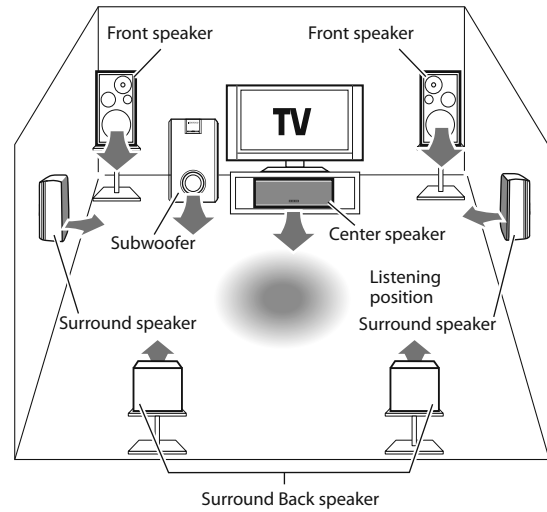 Front speaker
Front speaker
TV
Subwoofer
Center speaker
Listening
position
Surround speaker
Surround speaker
Surround Back speaker